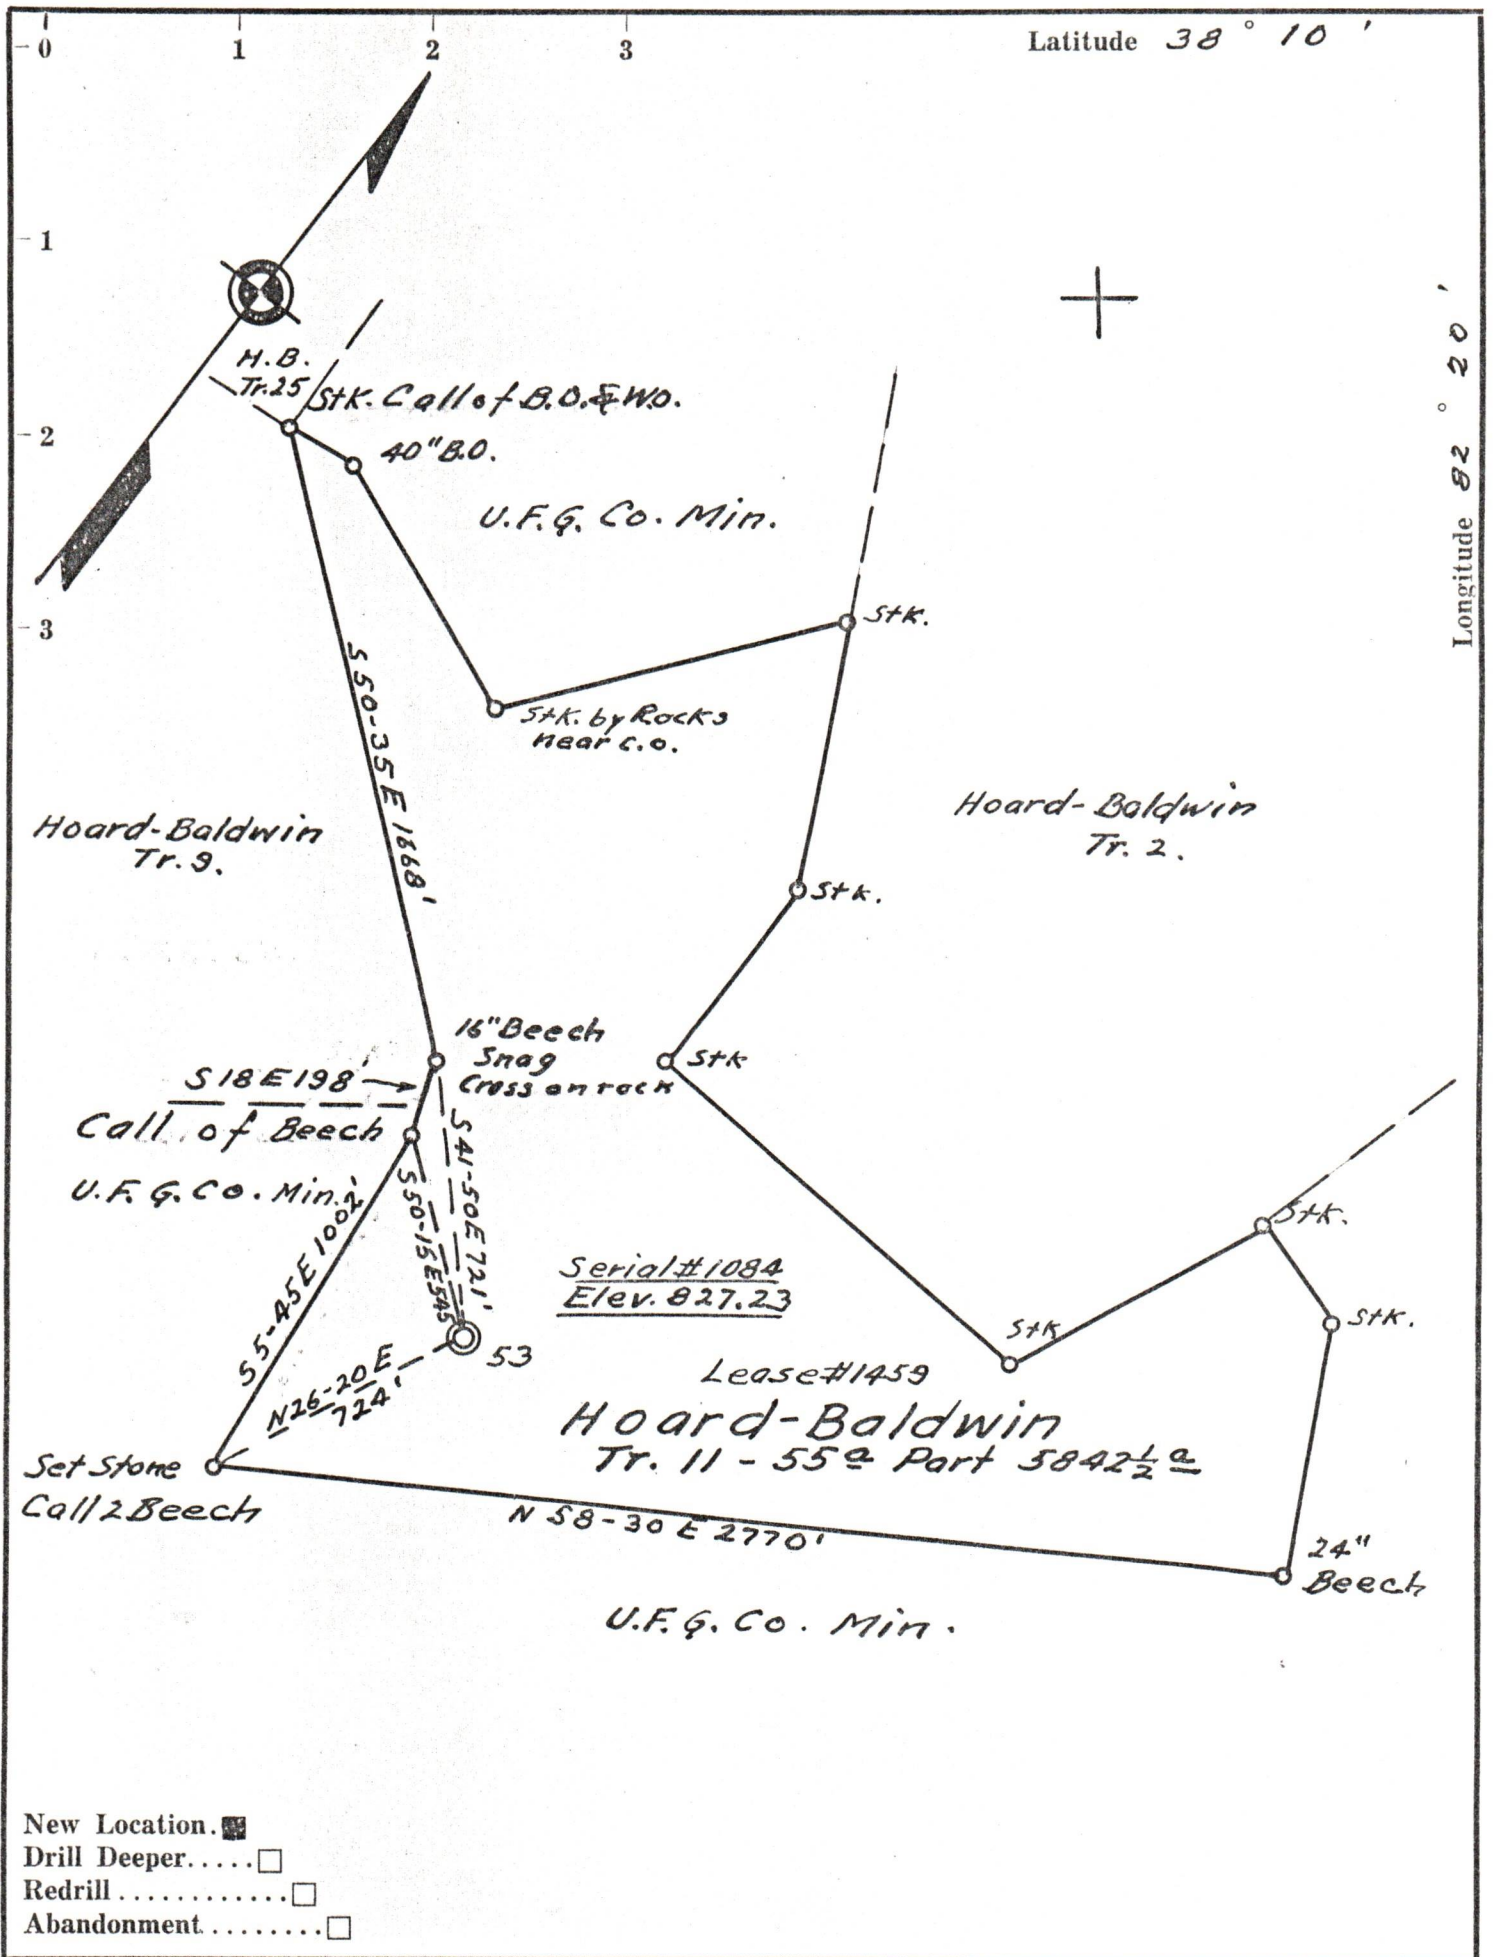 0 1 2 3 Latitude 38° 10'
1
2
3
Longitude 82° 20'
H.B.
Tr.25
Stk. Call of B.O. & W.O.
40" B.O.
U.F.G. Co. Min.
Stk.
Stk. by Rocks
near C.O.
S 50-35 E 1668'
Hoard-Baldwin
Tr. 9.
Hoard-Baldwin
Tr. 2.
Stk.
16" Beech
Snag
Cross on rock
Stk
S 18 E 198'
Call of Beech
U.F.G. Co. Min.
S 41-50 E 721'
S 50-15 E 545'
S 5-45 E 1002'
Stk.
Serial #1084
Elev. 827.23
Stk.
Stk
53
N 26-20 E
724'
Lease #1459
Hoard-Baldwin
Tr. 11 - 55a Part 5842½a
Set Stone
Call 2 Beech
N 58-30 E 2770'
24"
Beech
U.F.G. Co. Min.
New Location. ■
Drill Deeper..... □
Redrill............ □
Abandonment......... □